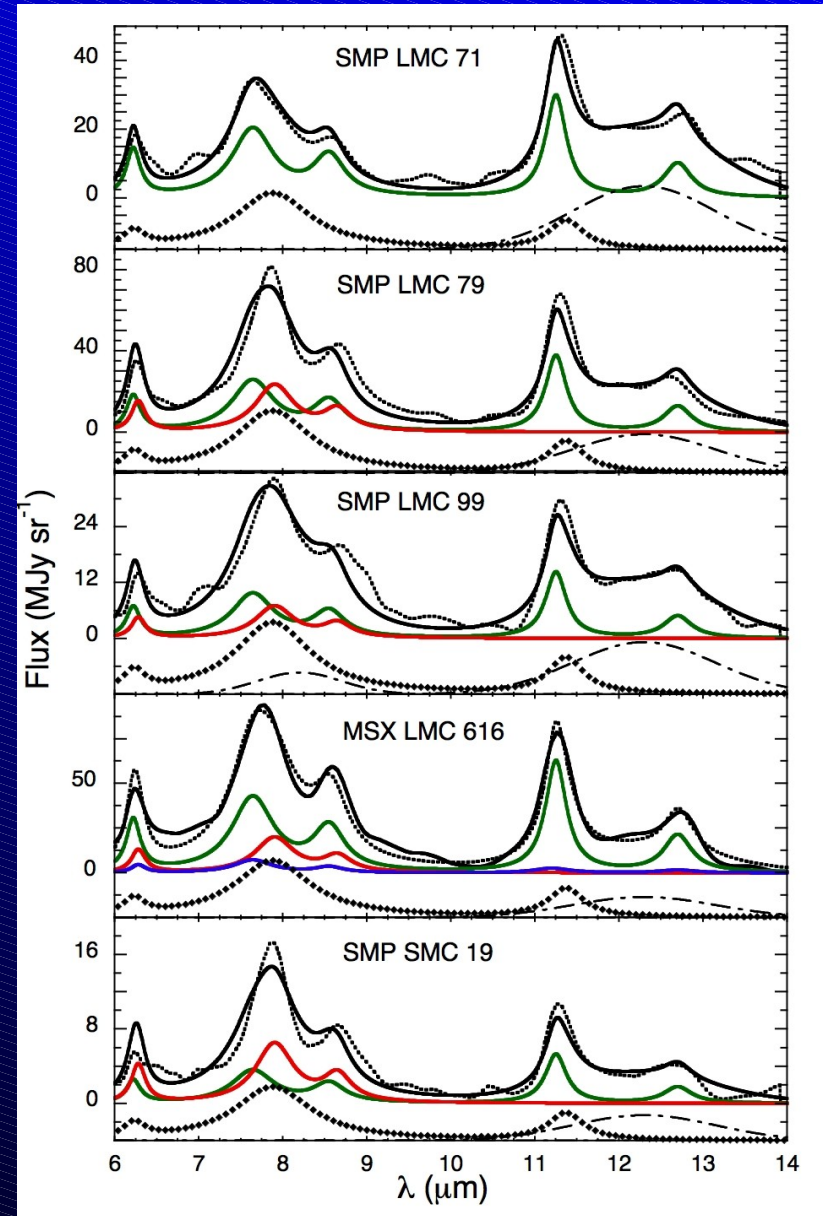 SMP LMC 71
40
20
0
SMP LMC 79
80
40
0
SMP LMC 99
24
12
0
MSX LMC 616
50
0
SMP SMC 19
16
8
0
6 7 8 9 10 11 12 13 14
λ (μm)
Flux (MJy sr⁻¹)